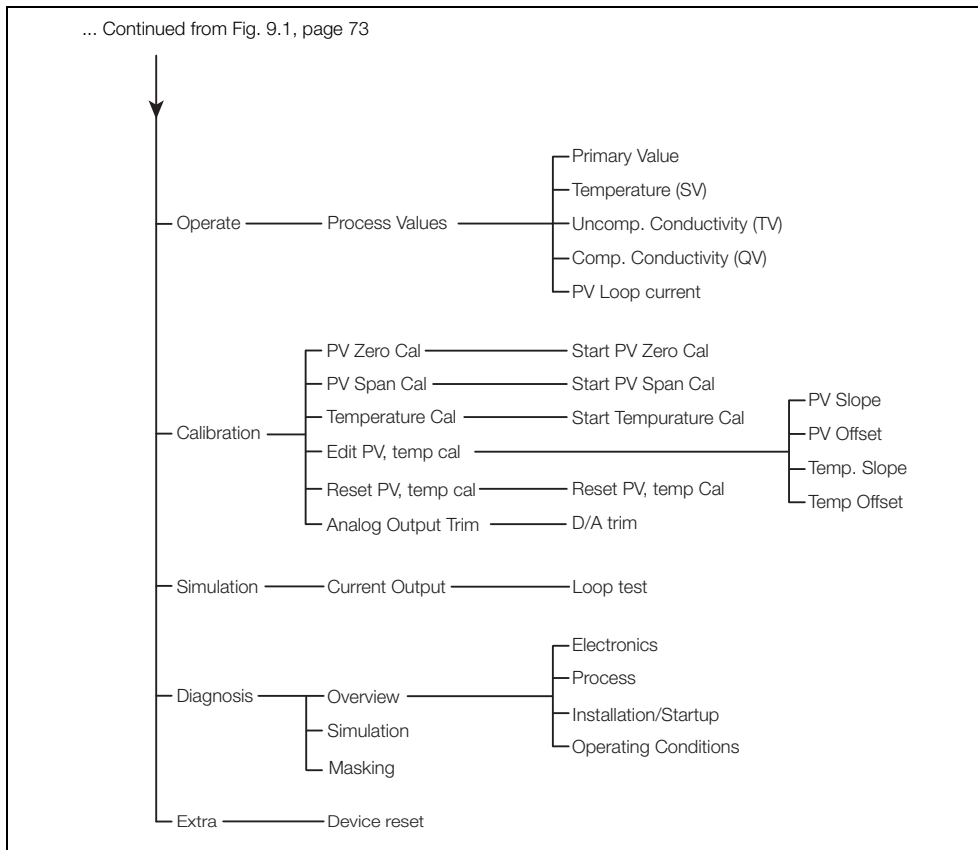 ... Continued from Fig. 9.1, page 73
Primary Value
Temperature (SV)
Operate Process Values Uncomp. Conductivity (TV)
Comp. Conductivity (QV)
PV Loop current
PV Zero Cal Start PV Zero Cal
PV Span Cal Start PV Span Cal
PV Slope
Temperature Cal Start Tempurature Cal
Calibration PV Offset
Edit PV, temp cal
Temp. Slope
Reset PV, temp cal Reset PV, temp Cal
Temp Offset
Analog Output Trim D/A trim
Simulation Current Output Loop test
Electronics
Process
Diagnosis Overview
Installation/Startup
Simulation
Operating Conditions
Masking
Extra Device reset